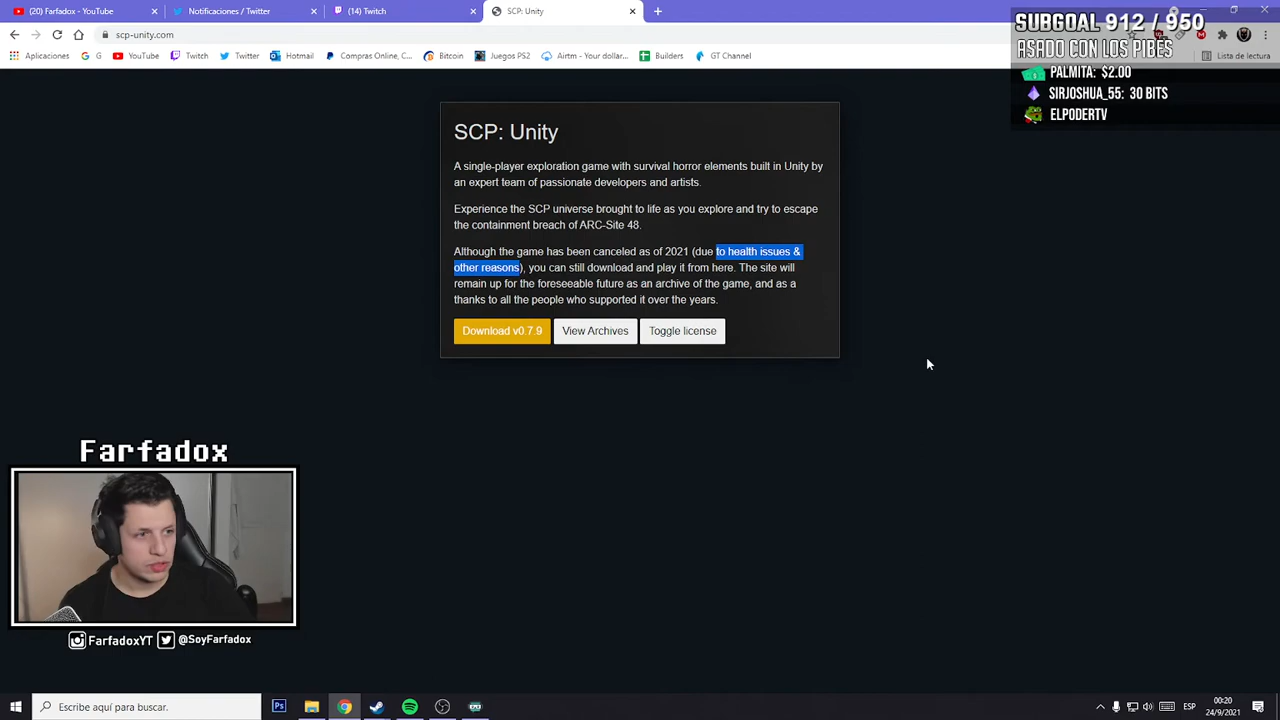 (20) Farfadox - YouTube
Notificaciones / Twitter
(14) Twitch
SCP: Unity
scp-unity.com
Aplicaciones
G
YouTube
Twitch
Twitter
Hotmail
Compras Online, C...
Bitcoin
Juegos PS2
Airtm - Your dollar...
Builders
GT Channel
Lista de lectura
SUBGOAL 912 / 950
ASADO CON LOS PIBES
PALMITA: $2.00
SIRJOSHUA_55: 30 BITS
ELPODERTV
SCP: Unity
A single-player exploration game with survival horror elements built in Unity by
an expert team of passionate developers and artists.
Experience the SCP universe brought to life as you explore and try to escape
the containment breach of ARC-Site 48.
Although the game has been canceled as of 2021 (due to health issues &
other reasons), you can still download and play it from here. The site will
remain up for the foreseeable future as an archive of the game, and as a
thanks to all the people who supported it over the years.
Download v0.7.9
View Archives
Toggle license
Farfadox
FarfadoxYT
@SoyFarfadox
Escribe aquí para buscar.
Ps
ESP
00:20
24/9/2021